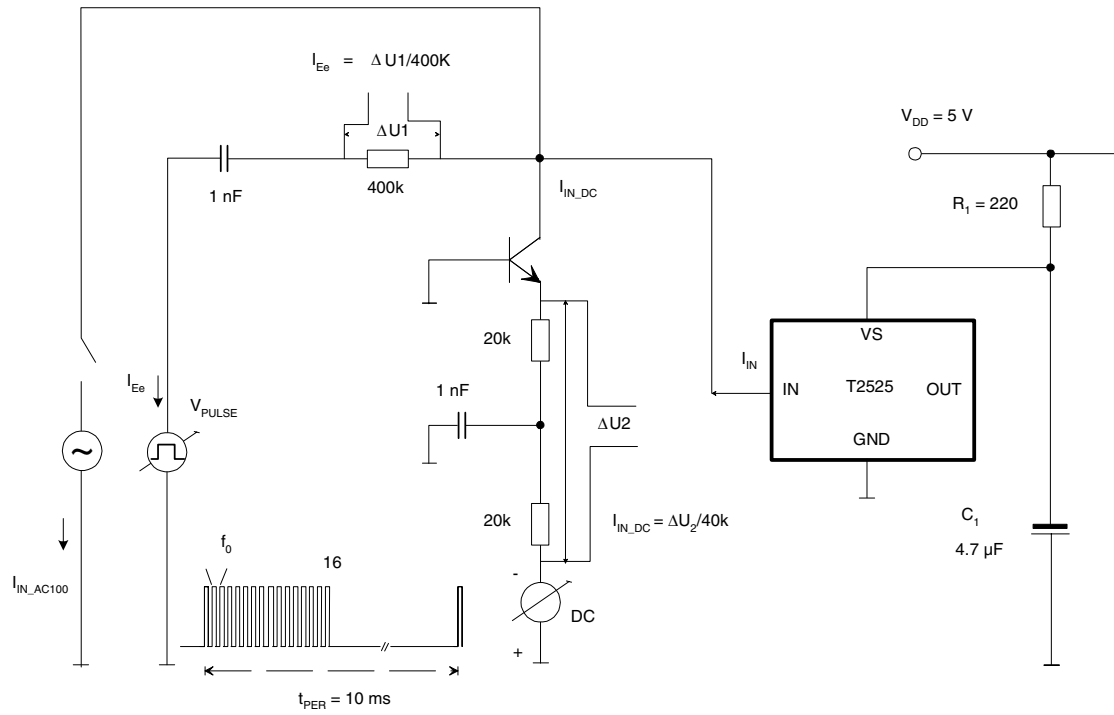 I_Ee = Δ U1/400K
ΔU1
V_DD = 5 V
1 nF
400k
I_IN_DC
R_1 = 220
20k
VS
I_IN
IN
T2525
OUT
GND
I_Ee
V_PULSE
1 nF
ΔU2
~
20k
I_IN_DC = ΔU_2/40k
C_1
4.7 µF
f_0
16
I_IN_AC100
-
DC
+
t_PER = 10 ms